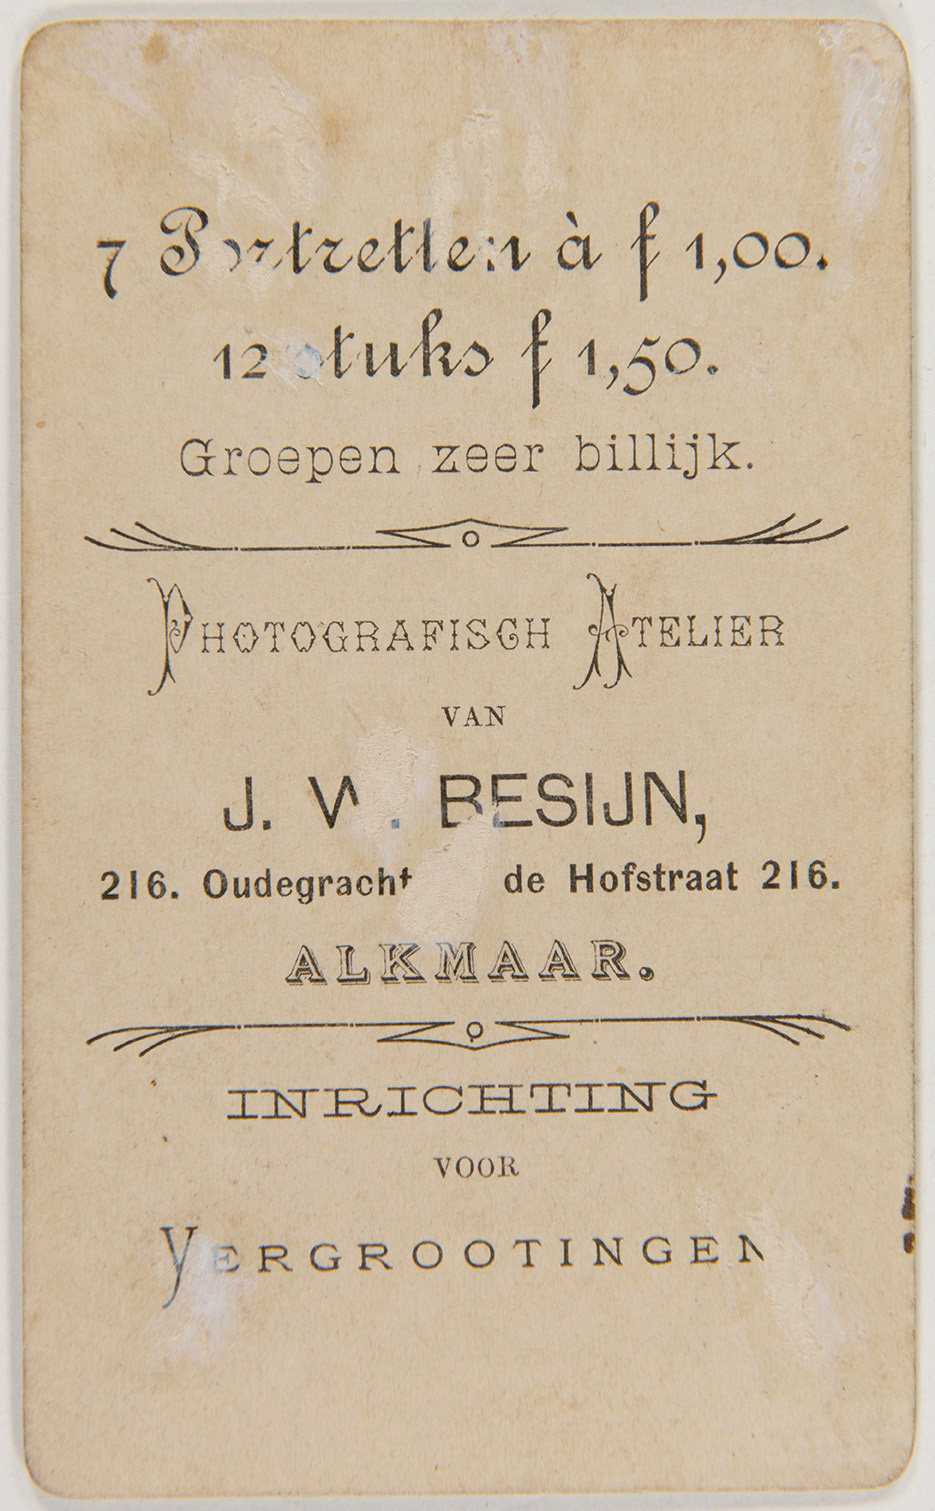 7 Portretten à f 1,00.
12 stuks f 1,50.
Groepen zeer billijk.
PHOTOGRAFISCH ATELIER
VAN
J. W. BESIJN,
216. Oudegracht de Hofstraat 216.
ALKMAAR.
INRICHTING
VOOR
VERGROOTINGEN